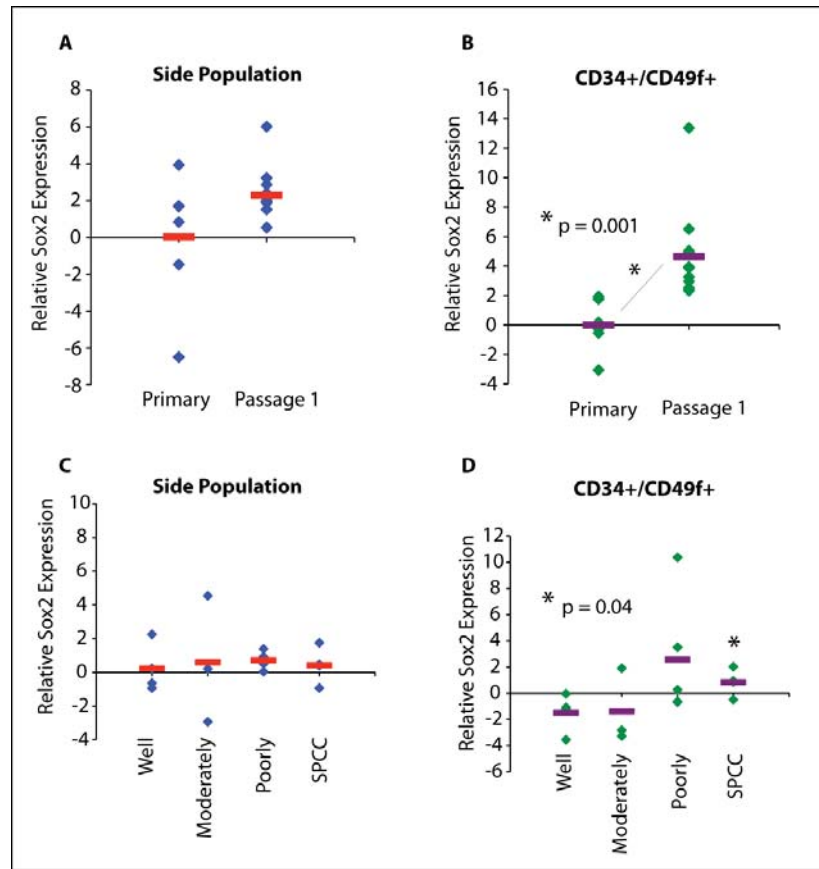 A
Side Population
Relative Sox2 Expression
8
6
4
2
0
-2
-4
-6
8
Primary
Passage 1
B
CD34+/CD49f+
Relative Sox2 Expression
16
14
12
10
8
6
4
2
0
-2
-4
* p = 0.001
*
Primary
Passage 1
C
Side Population
Relative Sox2 Expression
10
8
6
4
2
0
-2
-4
Well
Moderately
Poorly
SPCC
D
CD34+/CD49f+
Relative Sox2 Expression
12
10
8
6
4
2
0
-2
-4
-6
* p = 0.04
*
Well
Moderately
Poorly
SPCC